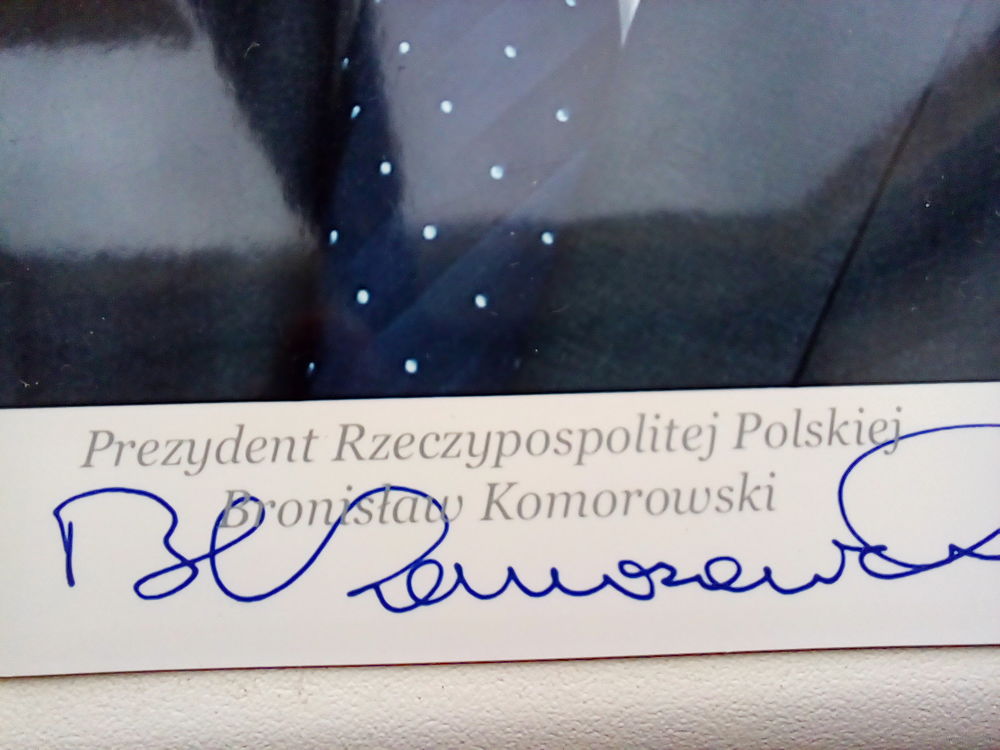 Prezydent Rzeczypospolitej Polskiej
Bronisław Komorowski